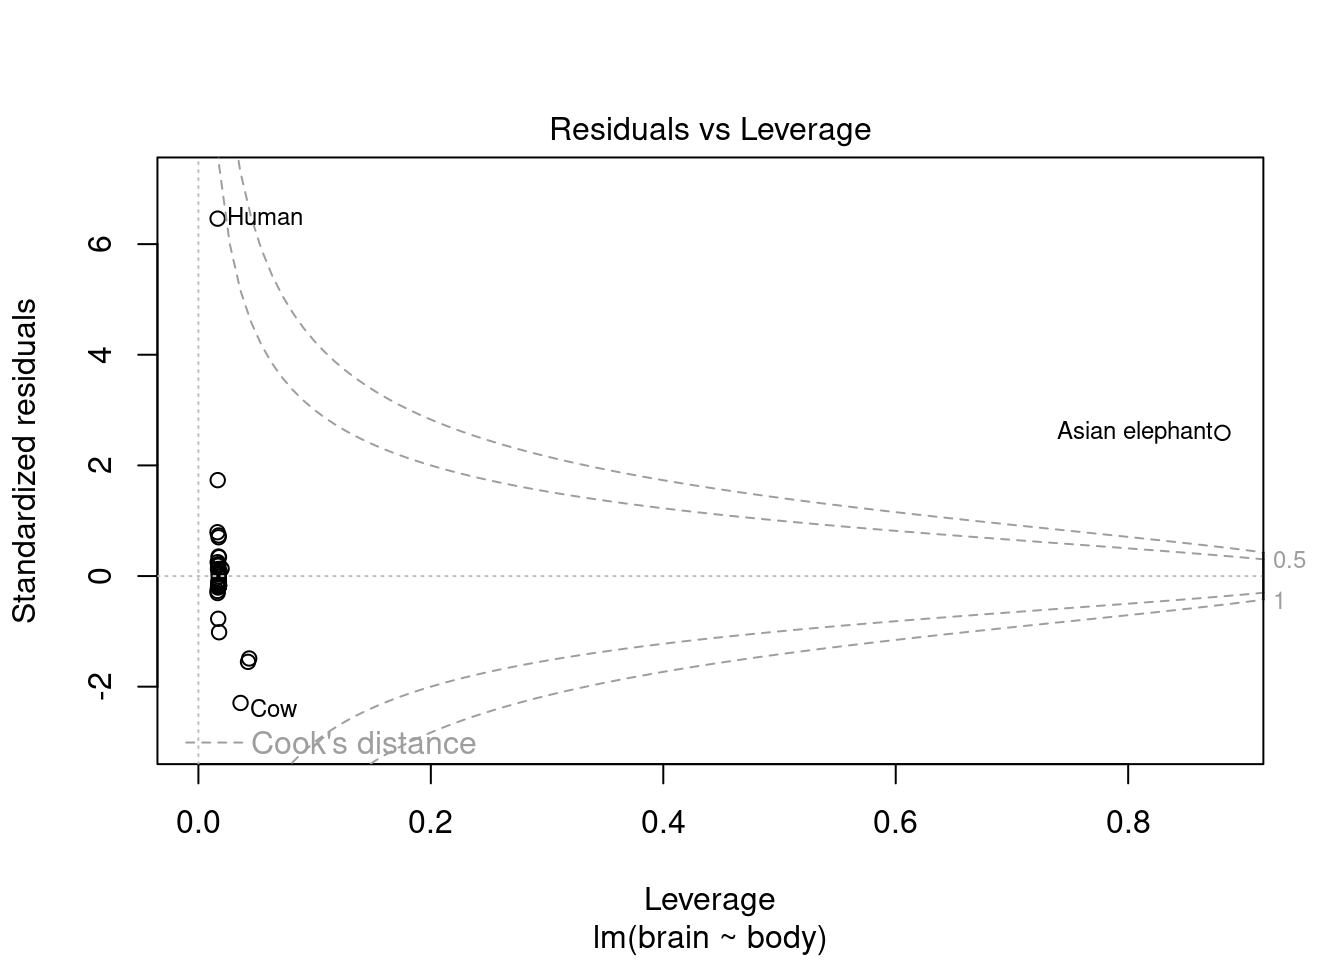 Residuals vs Leverage
Standardized residuals
6
4
2
0
-2
Human
Asian elephant
Cow
0.5
1
Cook's distance
0.0 0.2 0.4 0.6 0.8
Leverage
lm(brain ~ body)